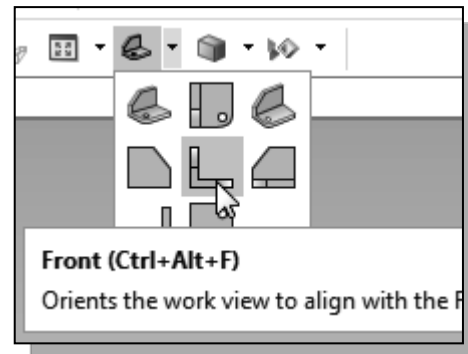 Front (Ctrl+Alt+F)
Orients the work view to align with the